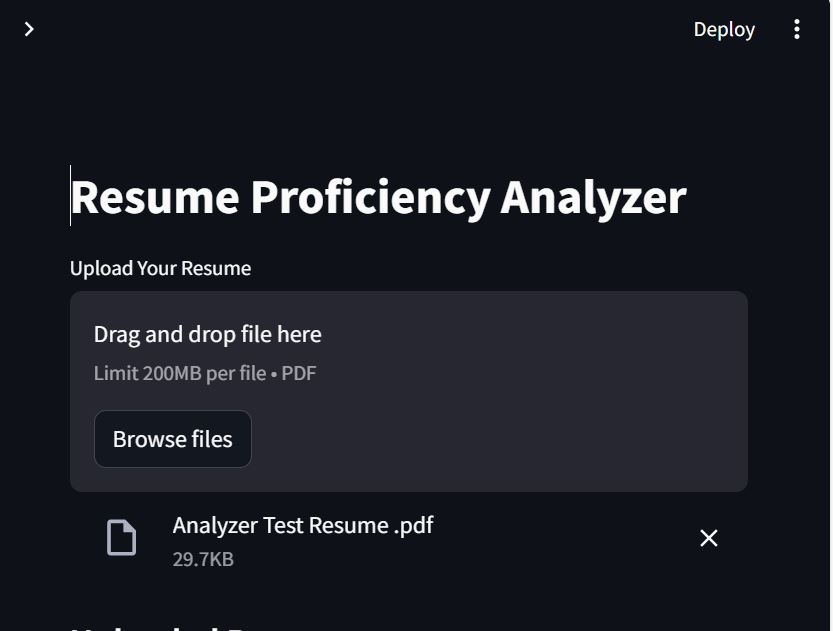 Deploy
Resume Proficiency Analyzer
Upload Your Resume
Drag and drop file here
Limit 200MB per file • PDF
Browse files
Analyzer Test Resume .pdf
29.7KB